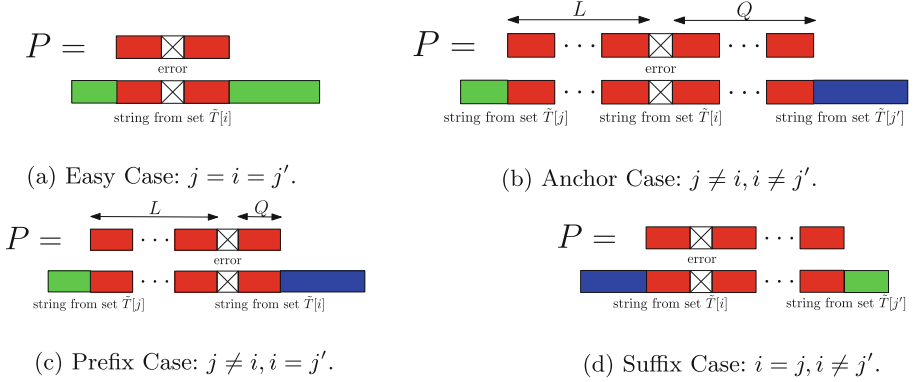 P =
error
string from set T̃[i]
(a) Easy Case: j = i = j′.
L Q
P = ··· ···
error
··· ···
string from set T̃[j] string from set T̃[i] string from set T̃[j′]
(b) Anchor Case: j ≠ i, i ≠ j′.
L Q
P = ···
error
···
string from set T̃[j] string from set T̃[i]
(c) Prefix Case: j ≠ i, i = j′.
P = ···
error
···
string from set T̃[i] string from set T̃[j′]
(d) Suffix Case: i = j, i ≠ j′.